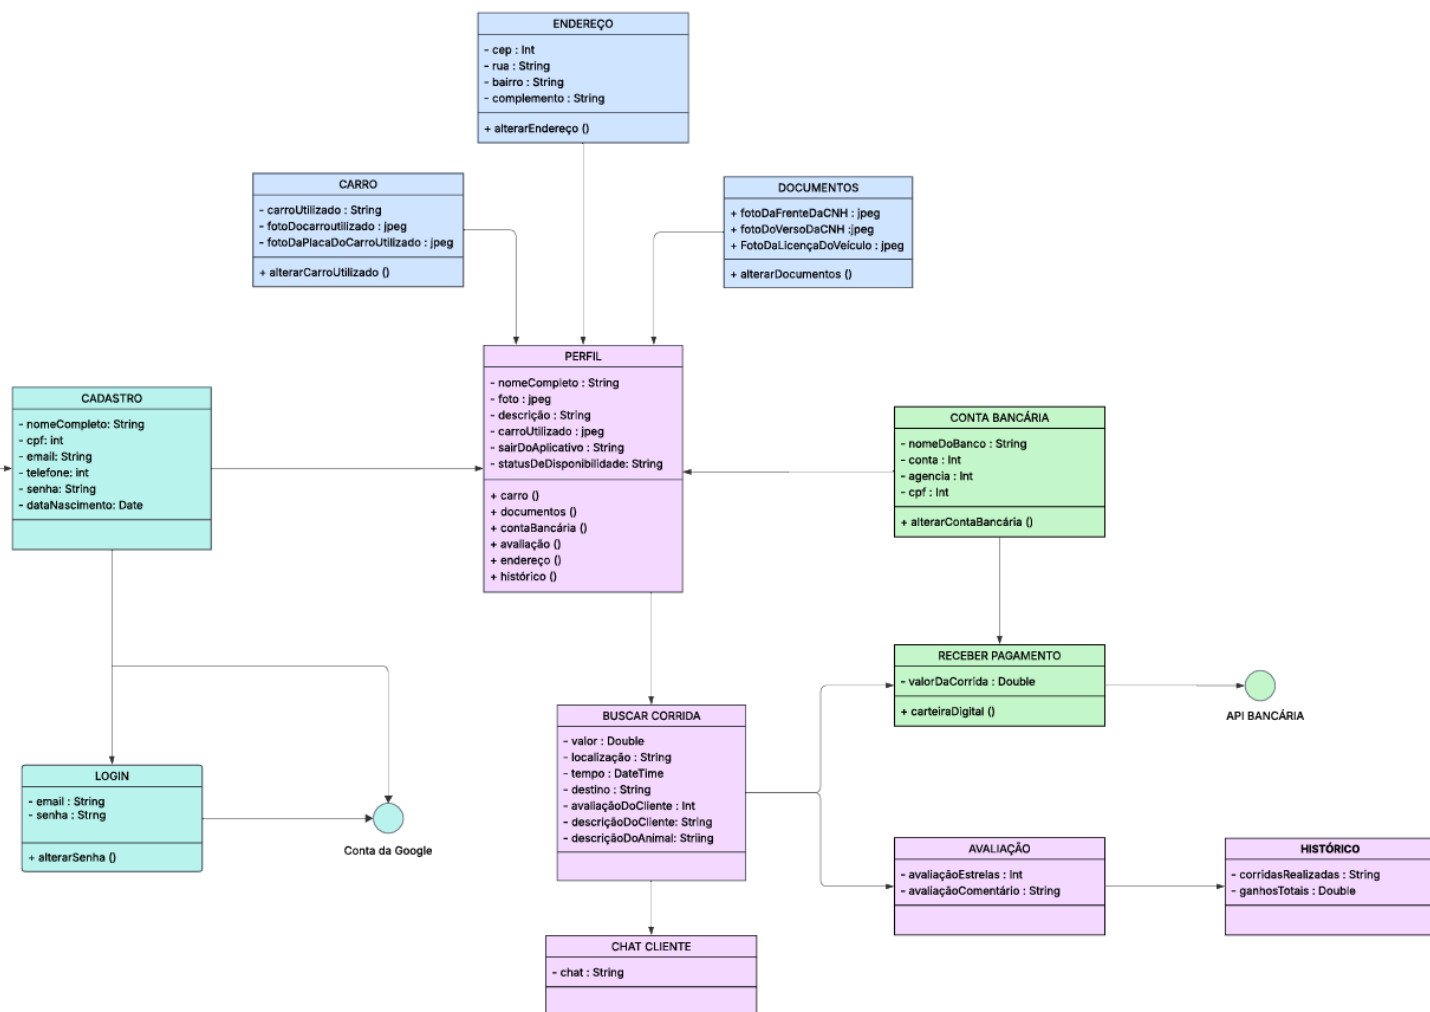 ENDEREÇO
- cep : Int
- rua : String
- bairro : String
- complemento : String
+ alterarEndereço ()
CARRO
- carroUtilizado : String
- fotoDocarroutilizado : jpeg
- fotoDaPlacaDoCarroUtilizado : jpeg
+ alterarCarroUtilizado ()
DOCUMENTOS
+ fotoDaFrenteDaCNH : jpeg
+ fotoDoVersoDaCNH :jpeg
+ FotoDaLicençaDoVeículo : jpeg
+ alterarDocumentos ()
PERFIL
- nomeCompleto : String
- foto : jpeg
- descrição : String
- carroUtilizado : jpeg
- sairDoAplicativo : String
- statusDeDisponibilidade: String
+ carro ()
+ documentos ()
+ contaBancária ()
+ avaliação ()
+ endereço ()
+ histórico ()
CADASTRO
- nomeCompleto: String
- cpf: int
- email: String
- telefone: int
- senha: String
- dataNascimento: Date
CONTA BANCÁRIA
- nomeDoBanco : String
- conta : Int
- agencia : Int
- cpf : Int
+ alterarContaBancária ()
RECEBER PAGAMENTO
- valorDaCorrida : Double
+ carteiraDigital ()
API BANCÁRIA
BUSCAR CORRIDA
- valor : Double
- localização : String
- tempo : DateTime
- destino : String
- avaliaçãoDoCliente : Int
- descriçãoDoCliente: String
- descriçãoDoAnimal: Striing
LOGIN
- email : String
- senha : Strng
+ alterarSenha ()
Conta da Google
AVALIAÇÃO
- avaliaçãoEstrelas : Int
- avaliaçãoComentário : String
HISTÓRICO
- corridasRealizadas : String
- ganhosTotais : Double
CHAT CLIENTE
- chat : String